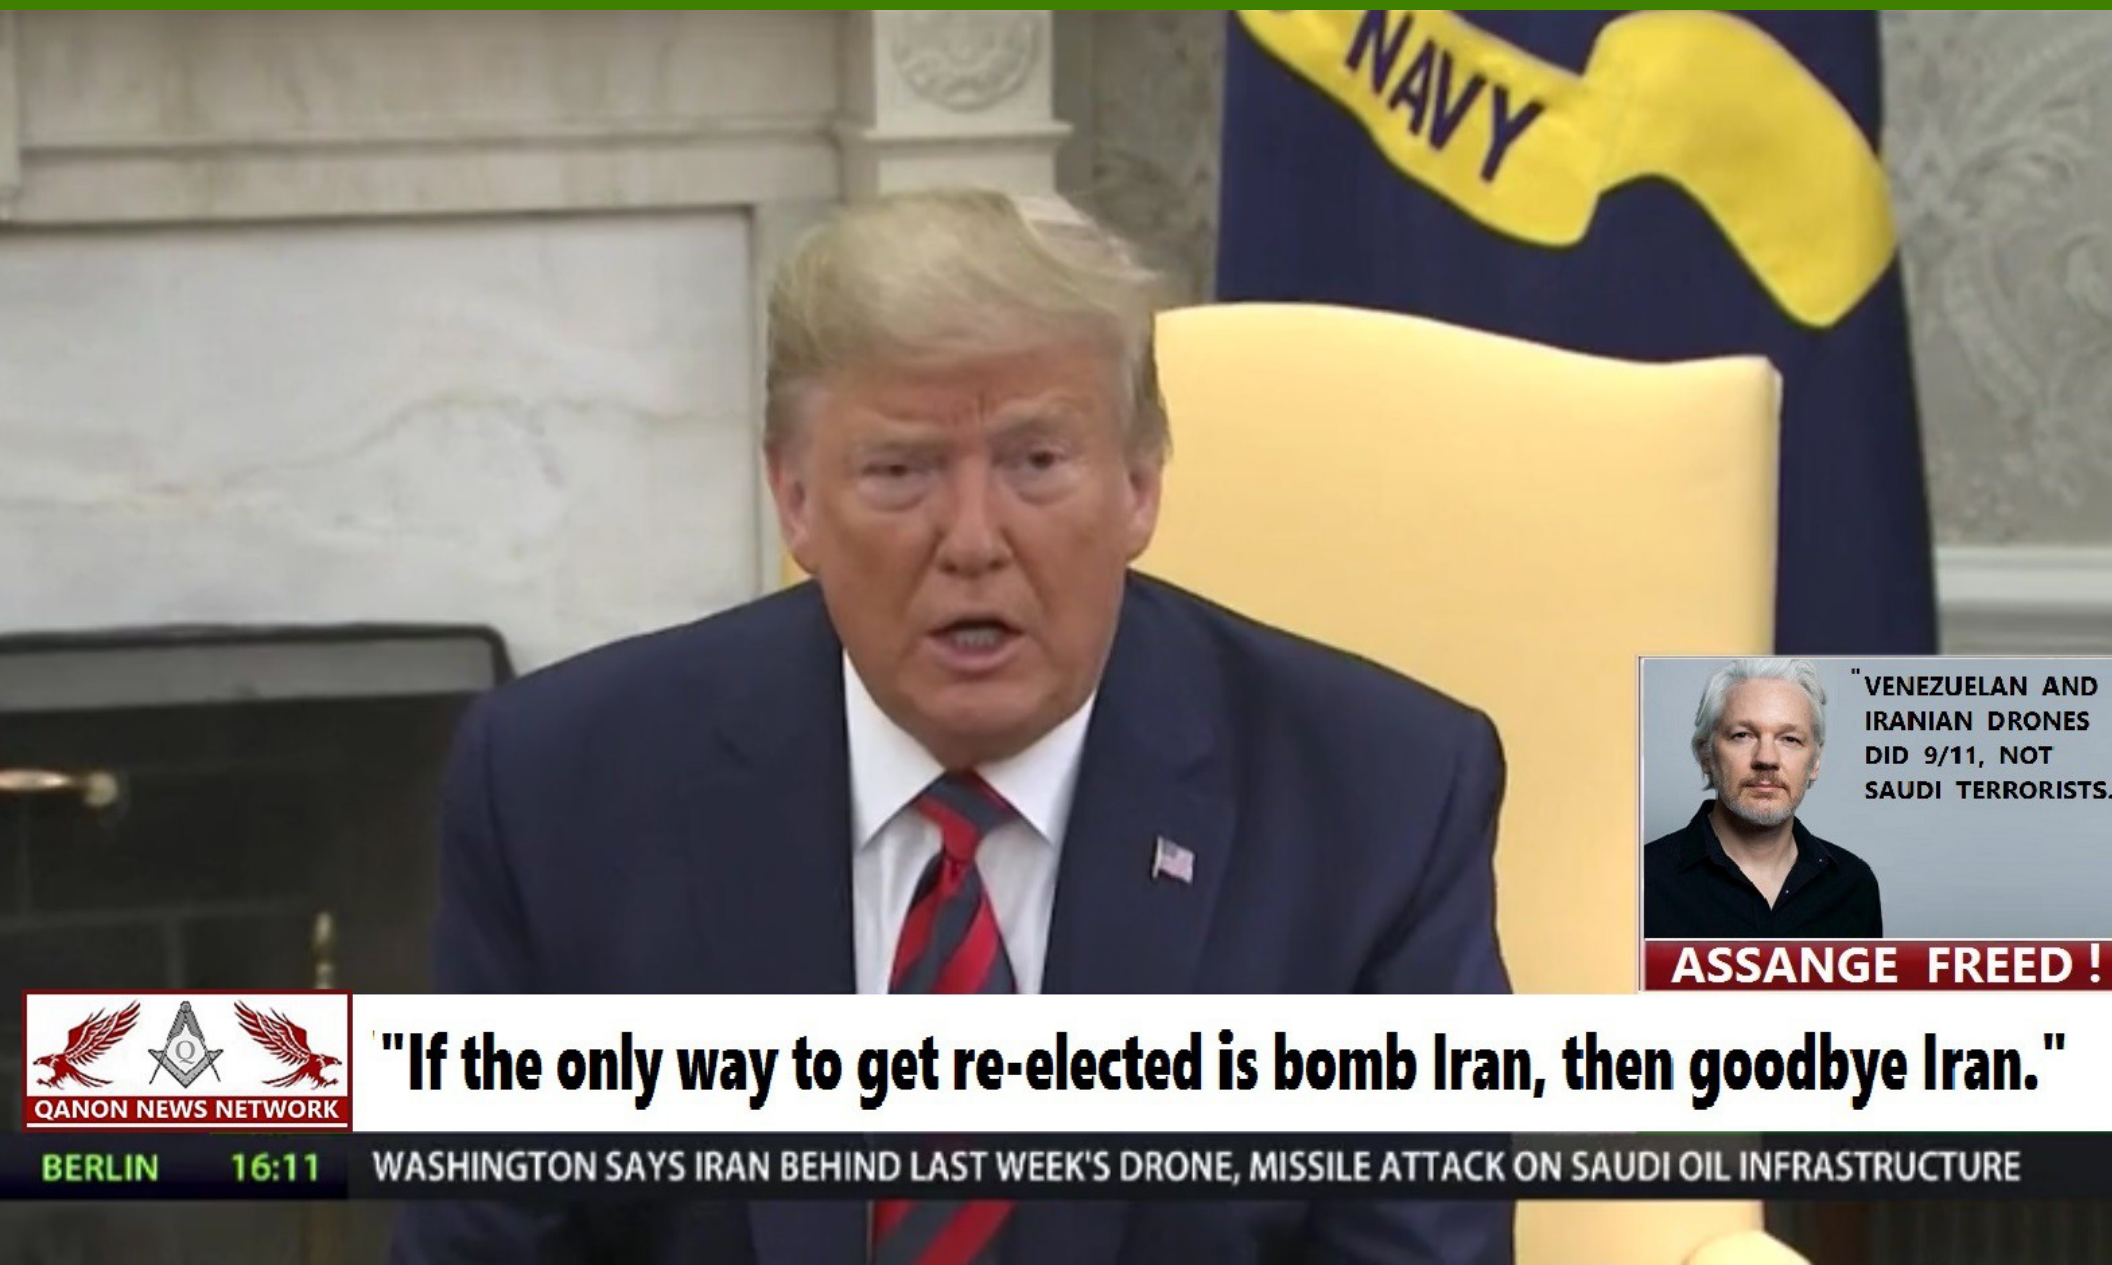 NAVY
"VENEZUELAN AND
IRANIAN DRONES
DID 9/11, NOT
SAUDI TERRORISTS.
ASSANGE FREED !
Q
QANON NEWS NETWORK
"If the only way to get re-elected is bomb Iran, then goodbye Iran."
BERLIN 16:11 WASHINGTON SAYS IRAN BEHIND LAST WEEK'S DRONE, MISSILE ATTACK ON SAUDI OIL INFRASTRUCTURE